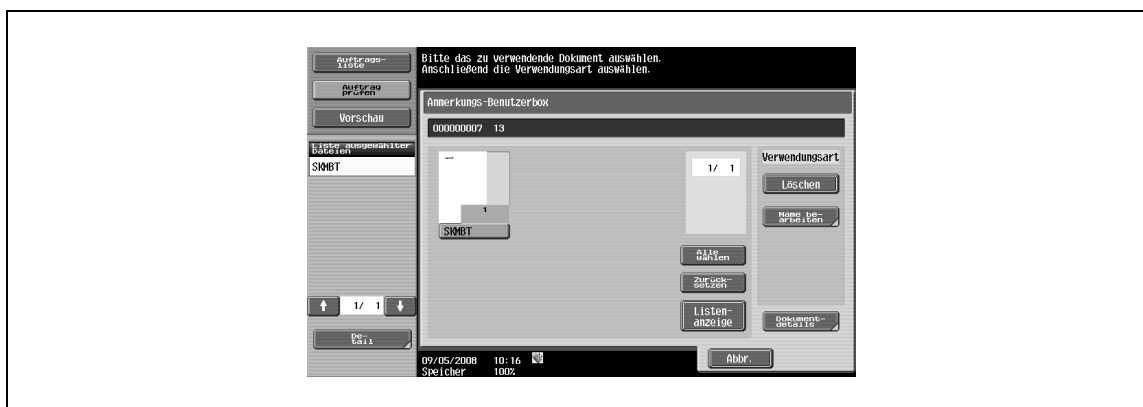 Auftrags-
liste
Auftrag
prüfen
Vorschau
Liste ausgewählter
Dateien
SKMBT
1/ 1
De-
tail
Bitte das zu verwendende Dokument auswählen.
Anschließend die Verwendungsart auswählen.
Anmerkungs-Benutzerbox
000000007 13
1
SKMBT
1/ 1
Alle
wählen
Zurück-
setzen
Listen-
anzeige
Verwendungsart
Löschen
Name be-
arbeiten
Dokument-
details
Abbr.
09/05/2008 10:16
Speicher 100%